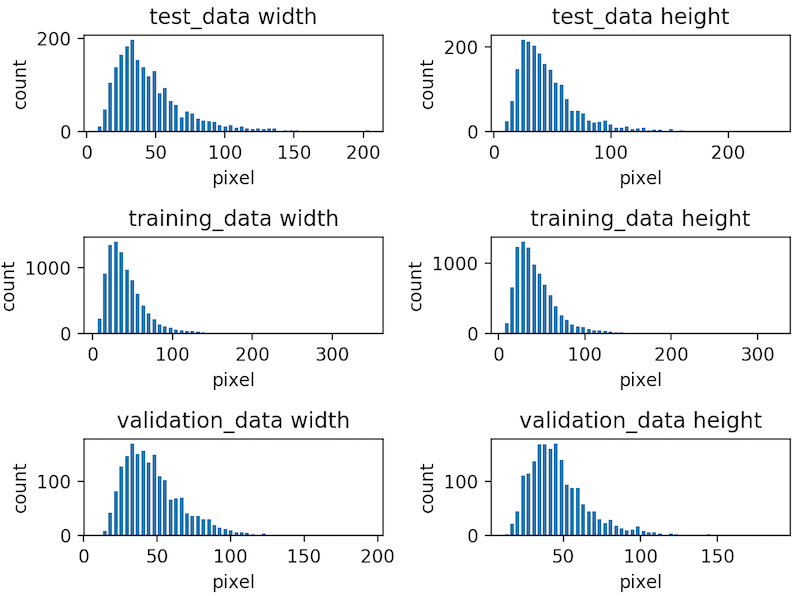 test_data width
200
0
count
0 50 100 150 200
pixel
test_data height
200
0
count
0 100 200
pixel
training_data width
1000
0
count
0 100 200 300
pixel
training_data height
1000
0
count
0 100 200 300
pixel
validation_data width
100
0
count
0 50 100 150 200
pixel
validation_data height
100
0
count
50 100 150
pixel